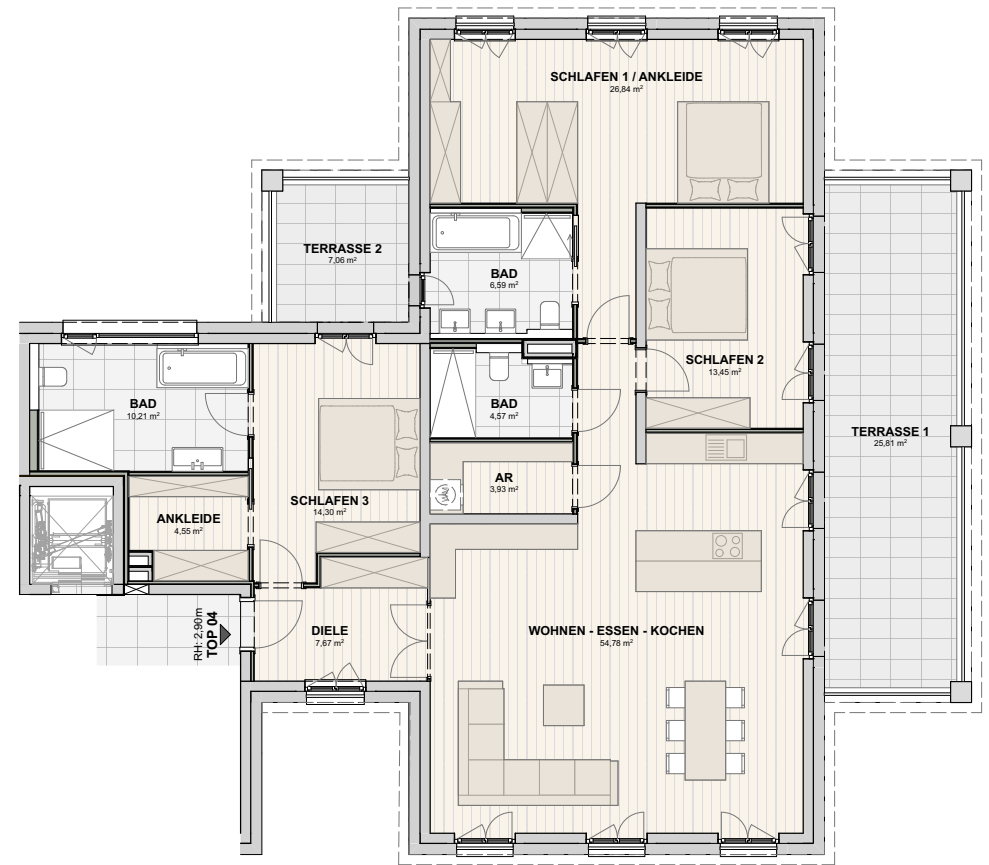 SCHLAFEN 1 / ANKLEIDE
26,84 m²
TERRASSE 2
7,06 m²
BAD
6,59 m²
SCHLAFEN 2
13,45 m²
BAD
10,21 m²
BAD
4,57 m²
TERRASSE 1
25,81 m²
AR
3,93 m²
SCHLAFEN 3
14,30 m²
ANKLEIDE
4,55 m²
RH: 2,90m
TOP 04
DIELE
7,67 m²
WOHNEN - ESSEN - KOCHEN
54,78 m²